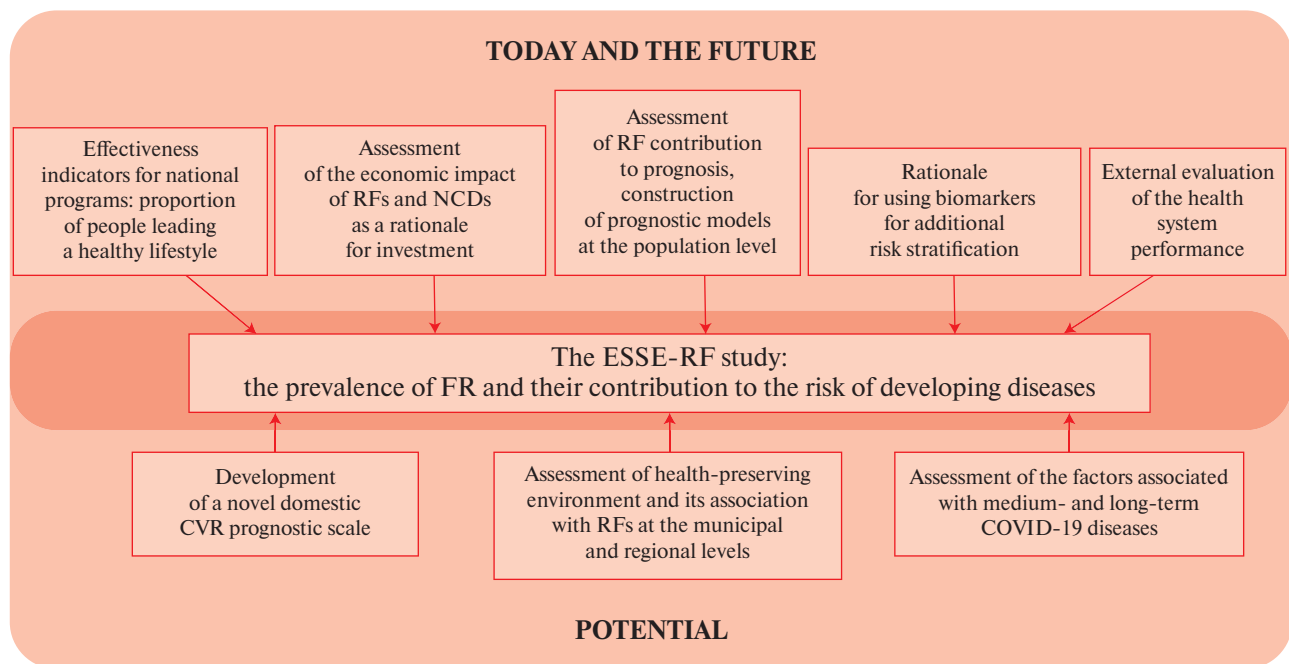 TODAY AND THE FUTURE
Effectiveness
indicators for national
programs: proportion
of people leading
a healthy lifestyle
Assessment
of the economic impact
of RFs and NCDs
as a rationale
for investment
Assessment
of RF contribution
to prognosis,
construction
of prognostic models
at the population level
Rationale
for using biomarkers
for additional
risk stratification
External evaluation
of the health
system
performance
The ESSE-RF study:
the prevalence of FR and their contribution to the risk of developing diseases
Development
of a novel domestic
CVR prognostic scale
Assessment of health-preserving
environment and its association
with RFs at the municipal
and regional levels
Assessment of the factors associated
with medium- and long-term
COVID-19 diseases
POTENTIAL